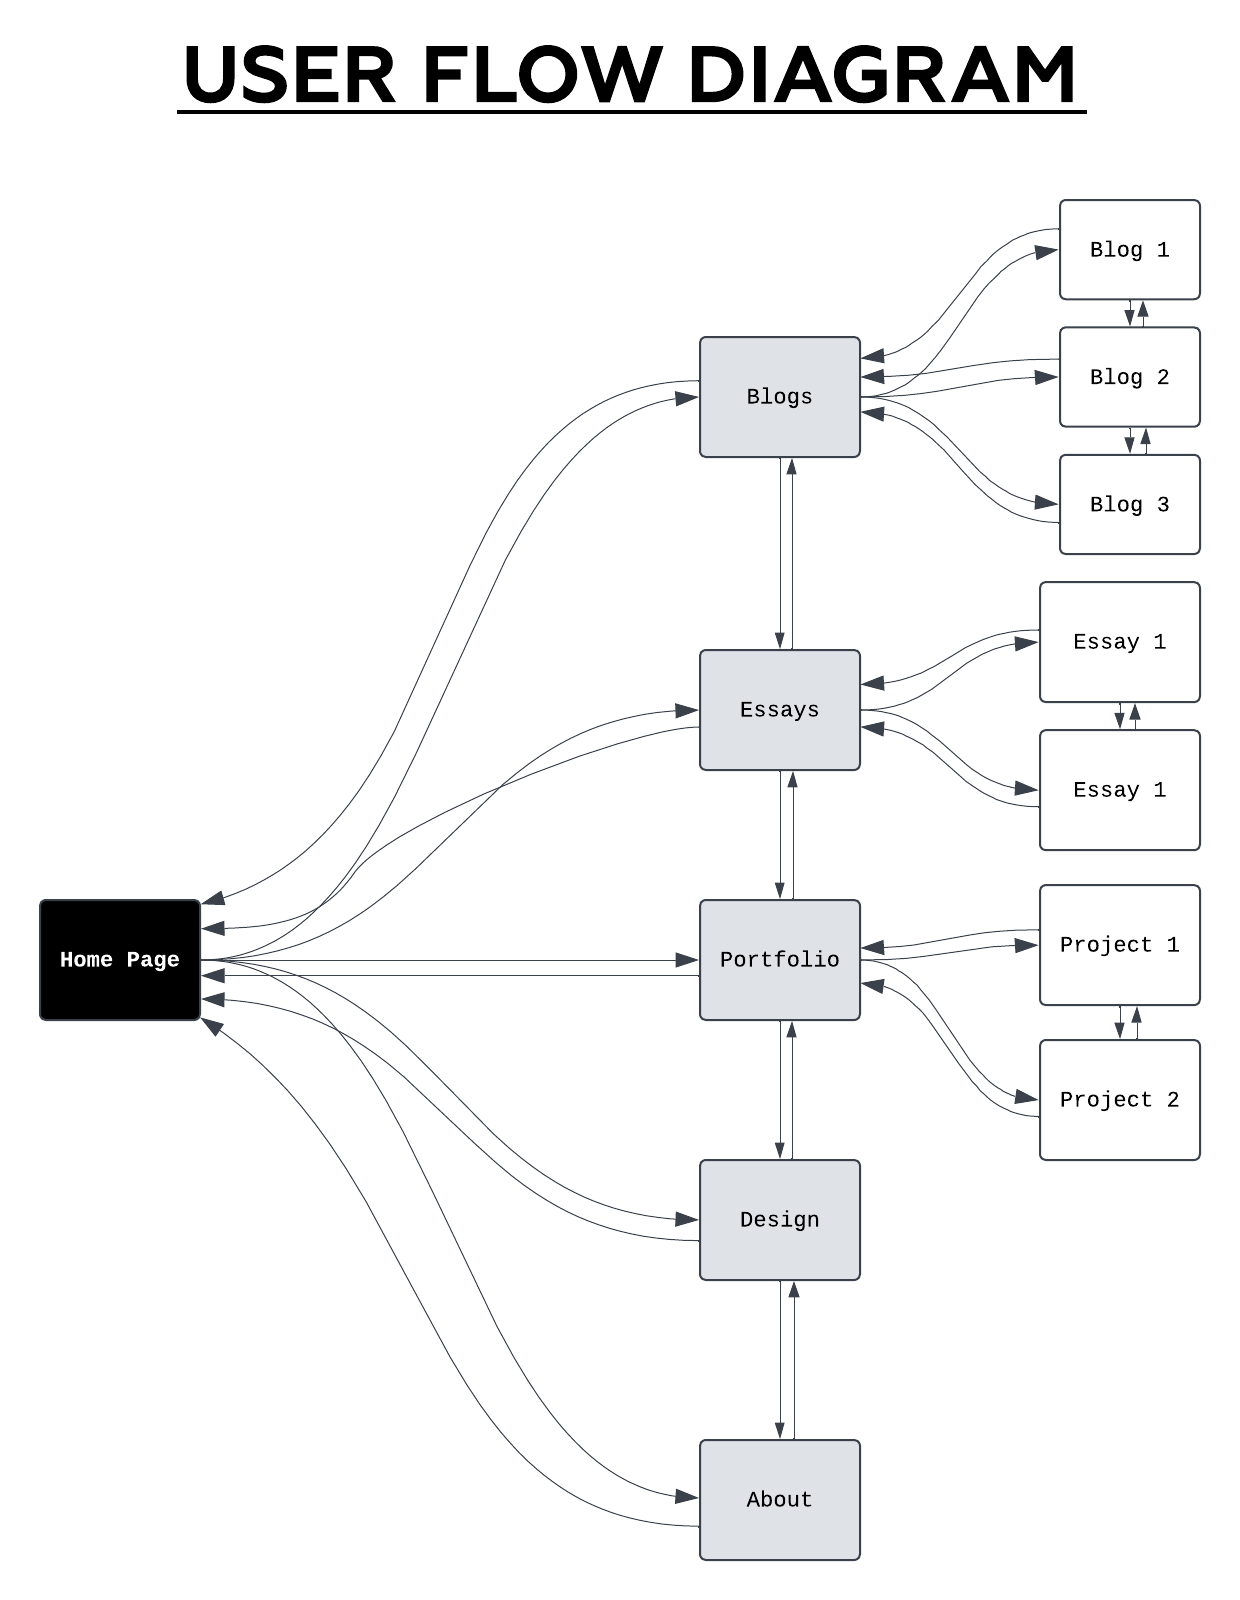 USER FLOW DIAGRAM
Blog 1
Blog 2
Blogs
Blog 3
Essay 1
Essays
Essay 1
Home Page
Portfolio
Project 1
Project 2
Design
About